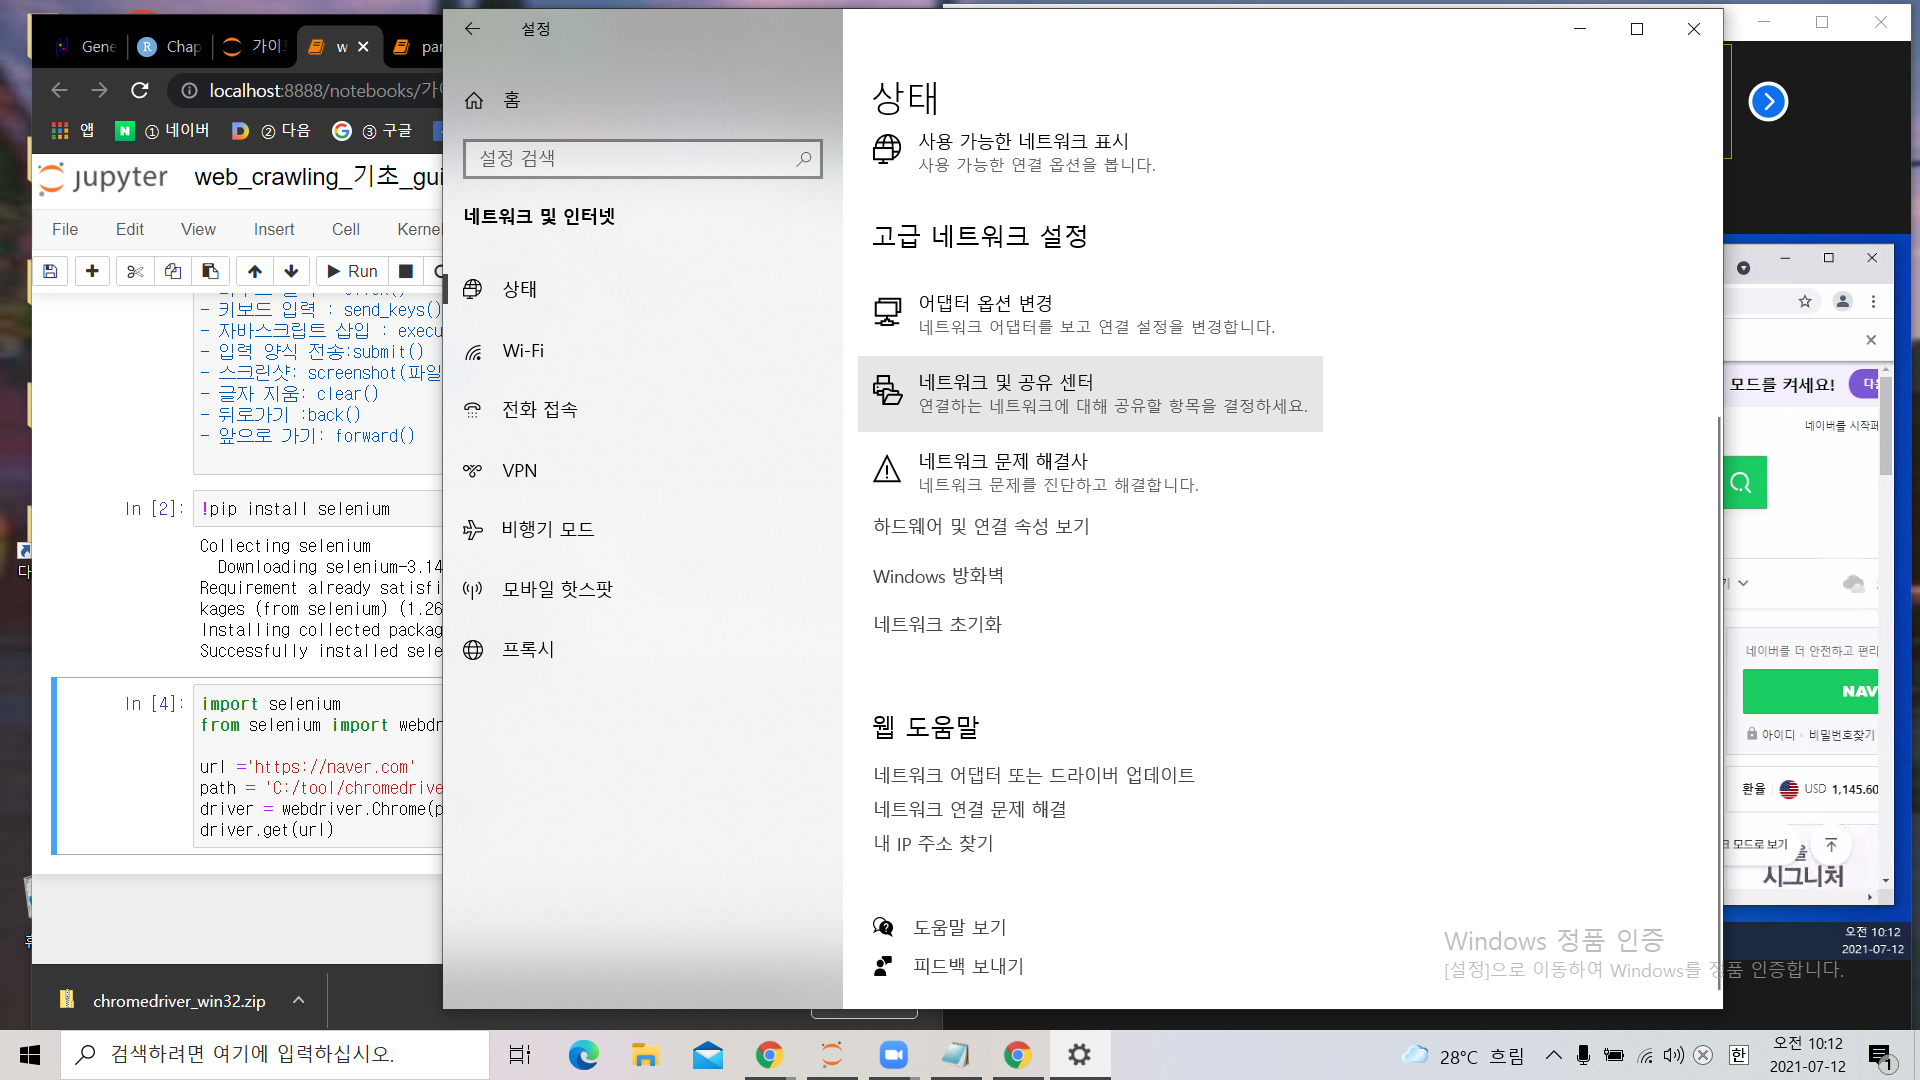 Gene
Chap
가이
w
par
localhost:8888/notebooks/가
앱
① 네이버
② 다음
③ 구글
jupyter
web_crawling_기초_gui
File
Edit
View
Insert
Cell
Kernel
Run
- 키보드 입력 : send_keys()
- 자바스크립트 삽입 : execu
- 입력 양식 전송:submit()
- 스크린샷: screenshot(파일
- 글자 지움: clear()
- 뒤로가기 :back()
- 앞으로 가기: forward()
In [2]:
!pip install selenium
Collecting selenium
Downloading selenium-3.14
Requirement already satisfi
kages (from selenium) (1.26
Installing collected packag
Successfully installed sele
In [4]:
import selenium
from selenium import webdr
url ='https://naver.com'
path = 'C:/tool/chromedrive
driver = webdriver.Chrome(p
driver.get(url)
chromedriver_win32.zip
설정
홈
설정 검색
네트워크 및 인터넷
상태
Wi-Fi
전화 접속
VPN
비행기 모드
모바일 핫스팟
프록시
상태
사용 가능한 네트워크 표시
사용 가능한 연결 옵션을 봅니다.
고급 네트워크 설정
어댑터 옵션 변경
네트워크 어댑터를 보고 연결 설정을 변경합니다.
네트워크 및 공유 센터
연결하는 네트워크에 대해 공유할 항목을 결정하세요.
네트워크 문제 해결사
네트워크 문제를 진단하고 해결합니다.
하드웨어 및 연결 속성 보기
Windows 방화벽
네트워크 초기화
웹 도움말
네트워크 어댑터 또는 드라이버 업데이트
네트워크 연결 문제 해결
내 IP 주소 찾기
도움말 보기
피드백 보내기
Windows 정품 인증
[설정]으로 이동하여 Windows를 정품 인증합니다.
모드를 켜세요!
네이버를 시작페
네이버를 더 안전하고 편리
NAV
아이디 · 비밀번호찾기
환율
USD 1,145.60
크 모드로 보기
시그니처
오전 10:12
2021-07-12
검색하려면 여기에 입력하십시오.
28°C 흐림
한
오전 10:12
2021-07-12
1